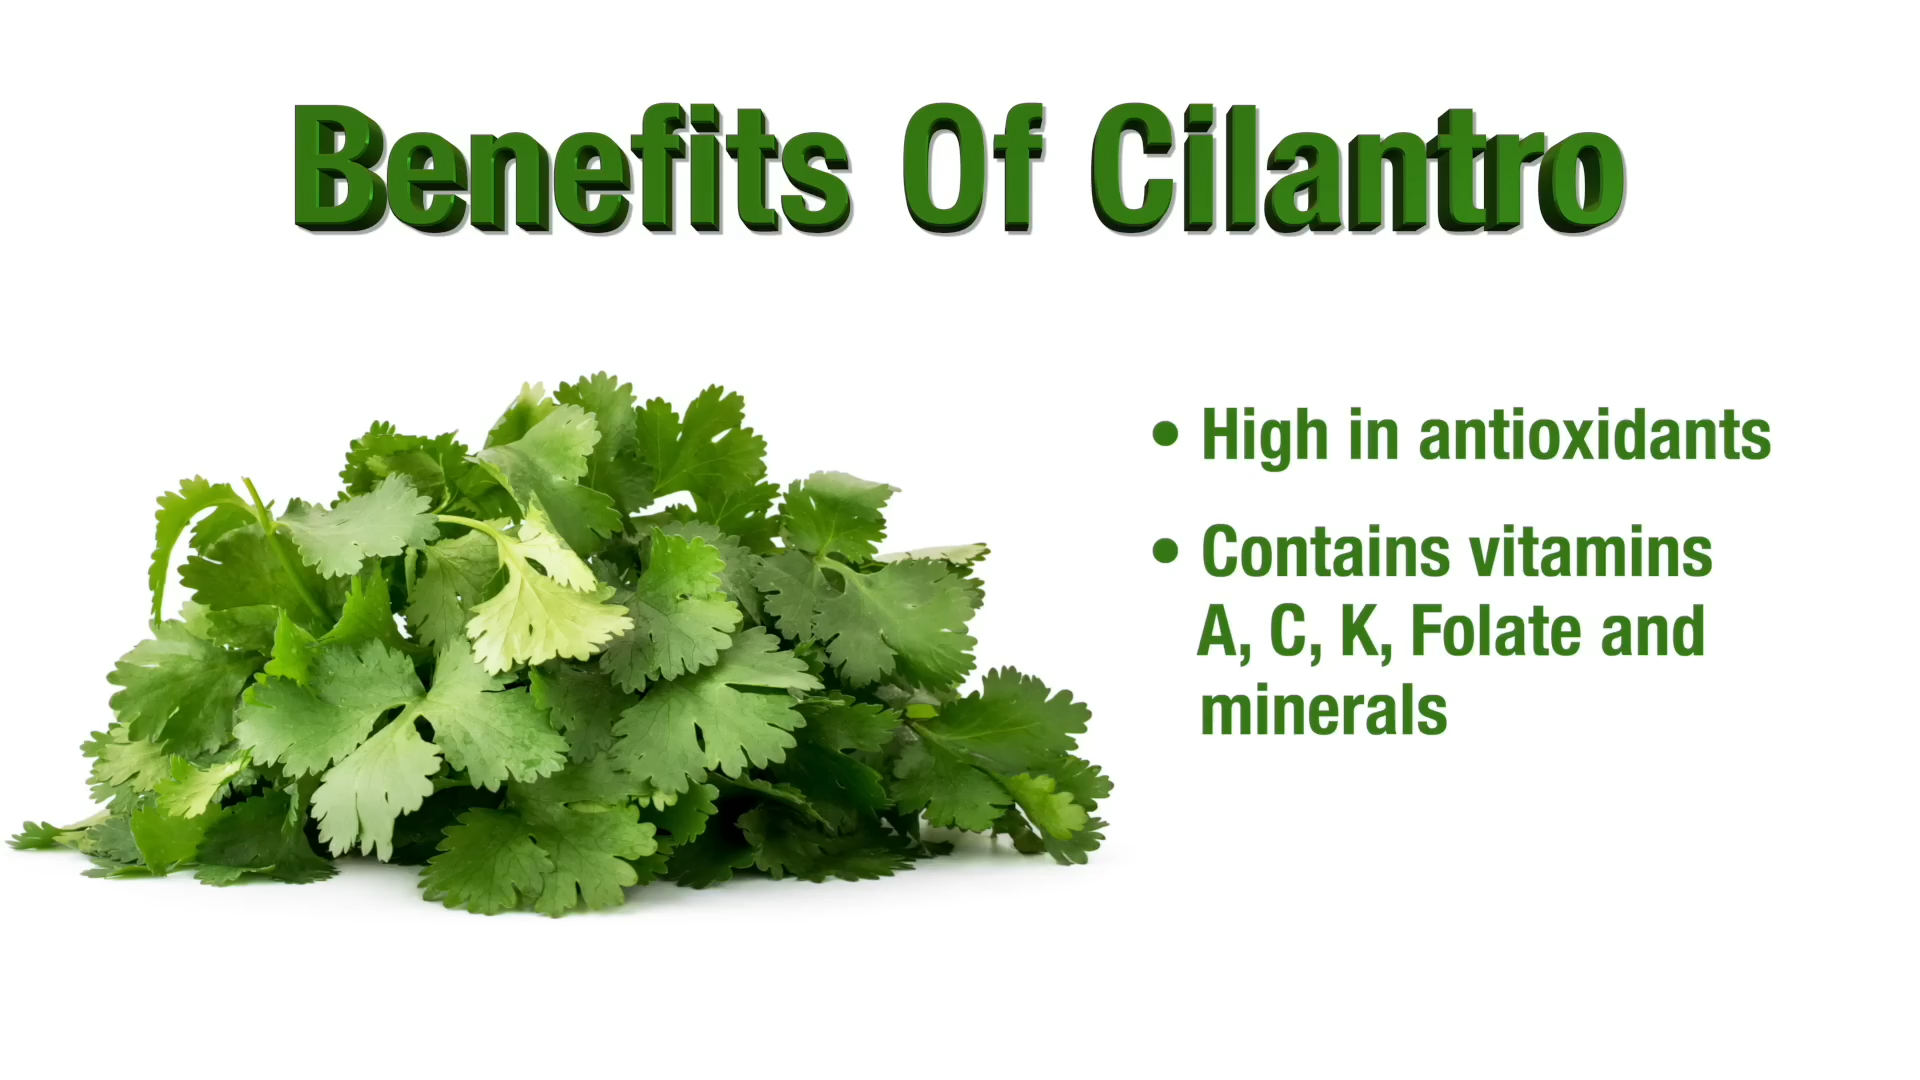 Benefits Of Cilantro
• High in antioxidants
• Contains vitamins
A, C, K, Folate and
minerals